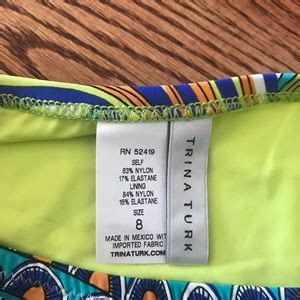 RN 52419
SELF
83% NYLON
17% ELASTANE
LINING
84% NYLON
16% ELASTANE
SIZE
8
MADE IN MEXICO WITH
IMPORTED FABRIC
TRINATURK.COM
TRINA TURK